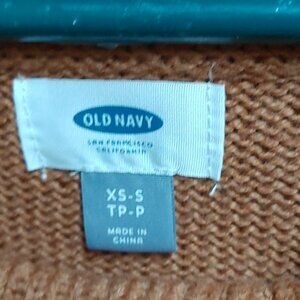 OLD NAVY
SAN FRANCISCO
CALIFORNIA
XS-S
TP-P
MADE IN
CHINA